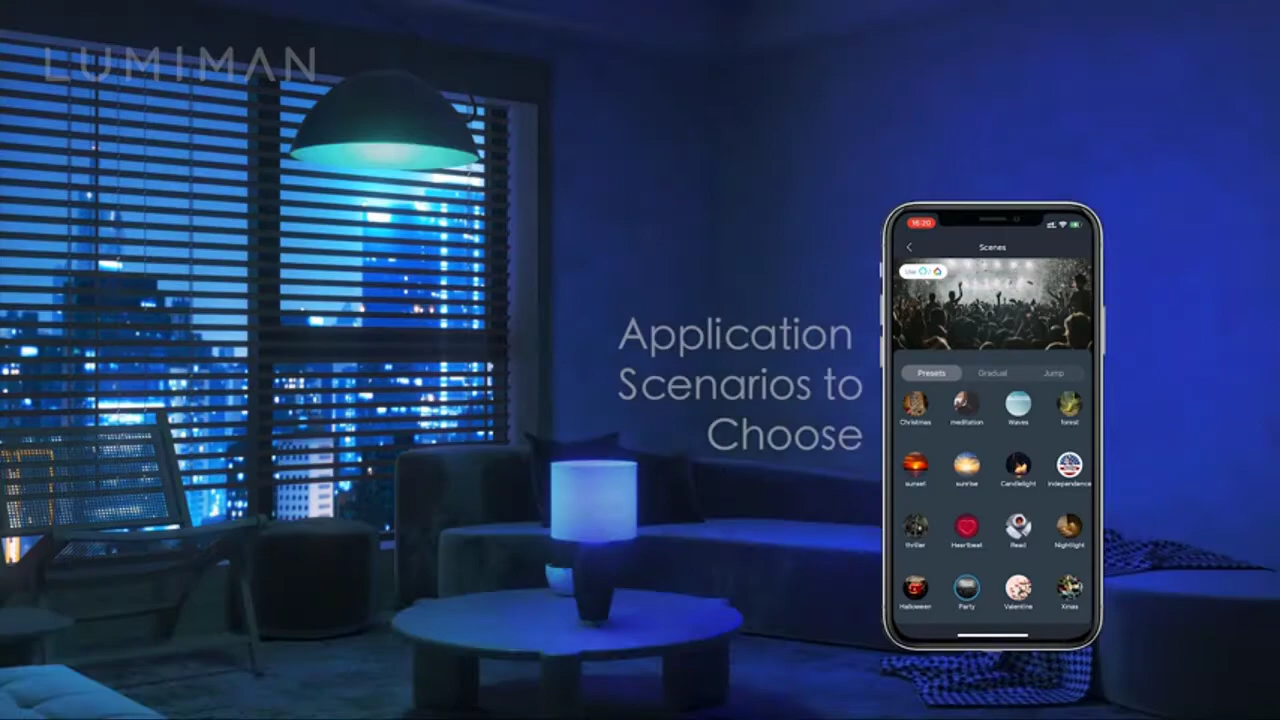 LUMIMAN
Application
Scenarios to
Choose
16:20
Scenes
Use /
Presets Gradual Jump
Christmas meditation Waves forest
sunset sunrise Candlelight Independence
thriller Heartbeat Read Nightlight
Halloween Party Valentine Xmas